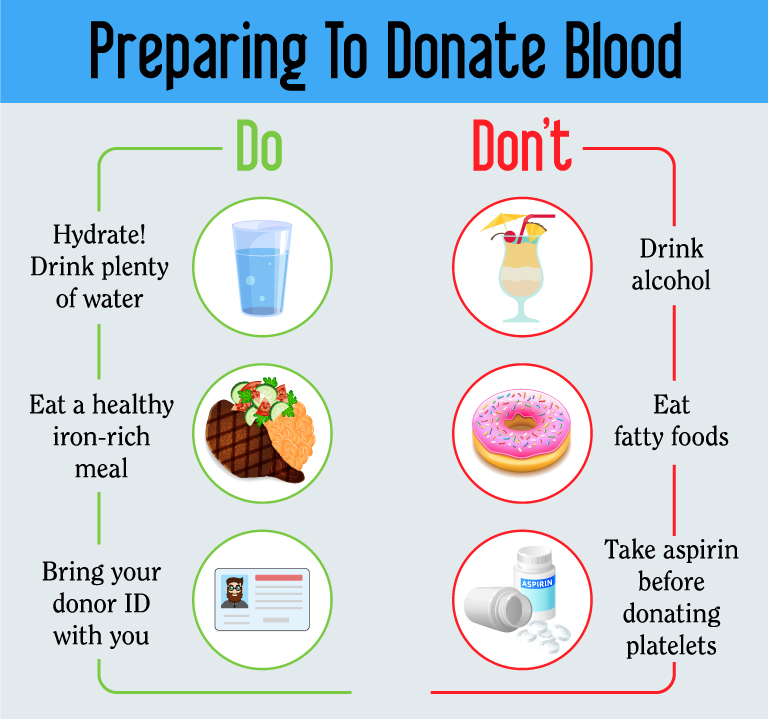 Preparing To Donate Blood
Do
Hydrate!
Drink plenty
of water
Eat a healthy
iron-rich
meal
Bring your
donor ID
with you
Don't
Drink
alcohol
Eat
fatty foods
ASPIRIN
Take aspirin
before
donating
platelets